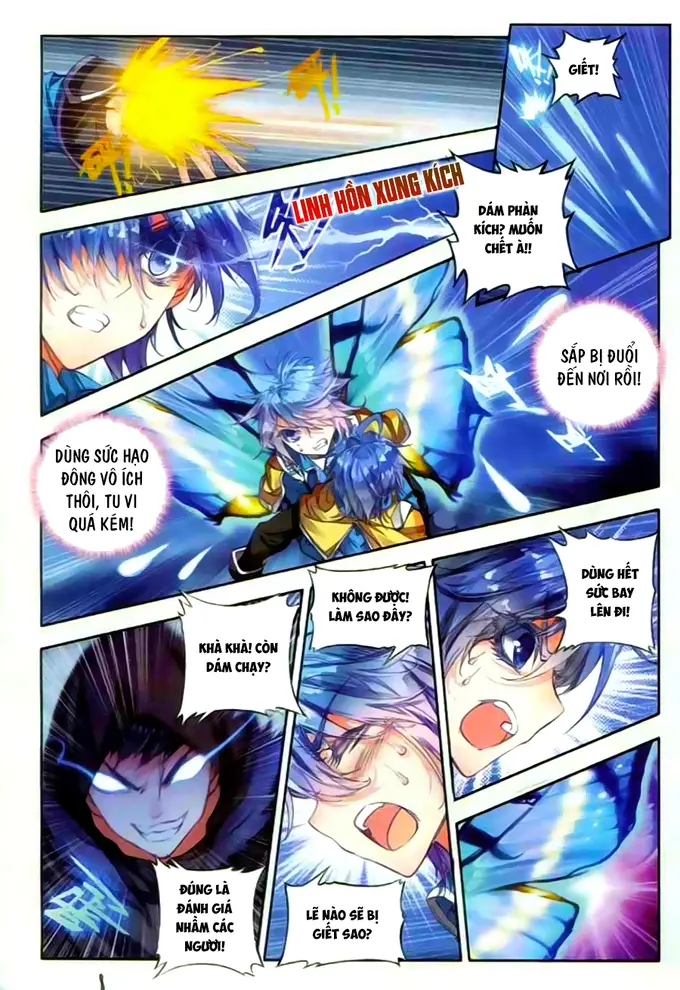 GIẾT!
LINH HỒN XUNG KÍCH
DÁM PHẢN
KÍCH? MUỐN
CHẾT À!!
SẮP BỊ ĐUỔI
ĐẾN NƠI RỒI!
DÙNG SỨC HẠO
ĐÔNG VÔ ÍCH
THÔI, TU VI
QUÁ KÉM!
DÙNG HẾT
SỨC BAY
LÊN ĐI!
KHÔNG ĐƯỢC!
LÀM SAO ĐÂY?
KHÀ KHÀ! CÒN
DÁM CHẠY?
ĐÚNG LÀ
ĐÁNH GIÁ
NHẦM CÁC
NGƯƠI!
LẼ NÀO SẼ BỊ
GIẾT SAO?